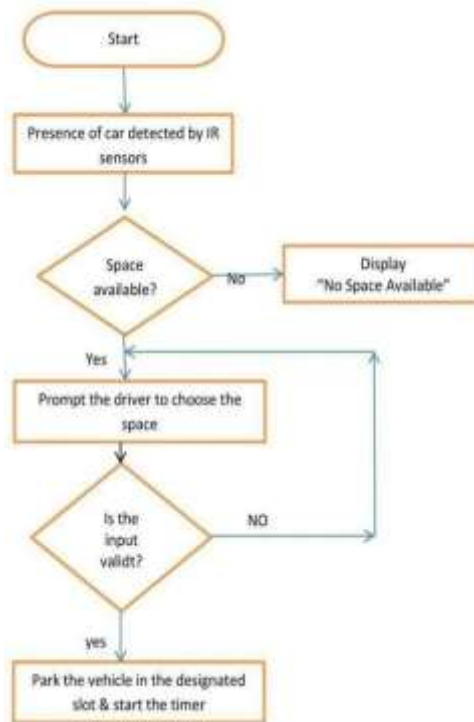 Start
Presence of car detected by IR
sensors
Space
available?
No
Display
"No Space Available"
Yes
Prompt the driver to choose the
space
Is the
input
validt?
NO
yes
Park the vehicle in the designated
slot & start the timer